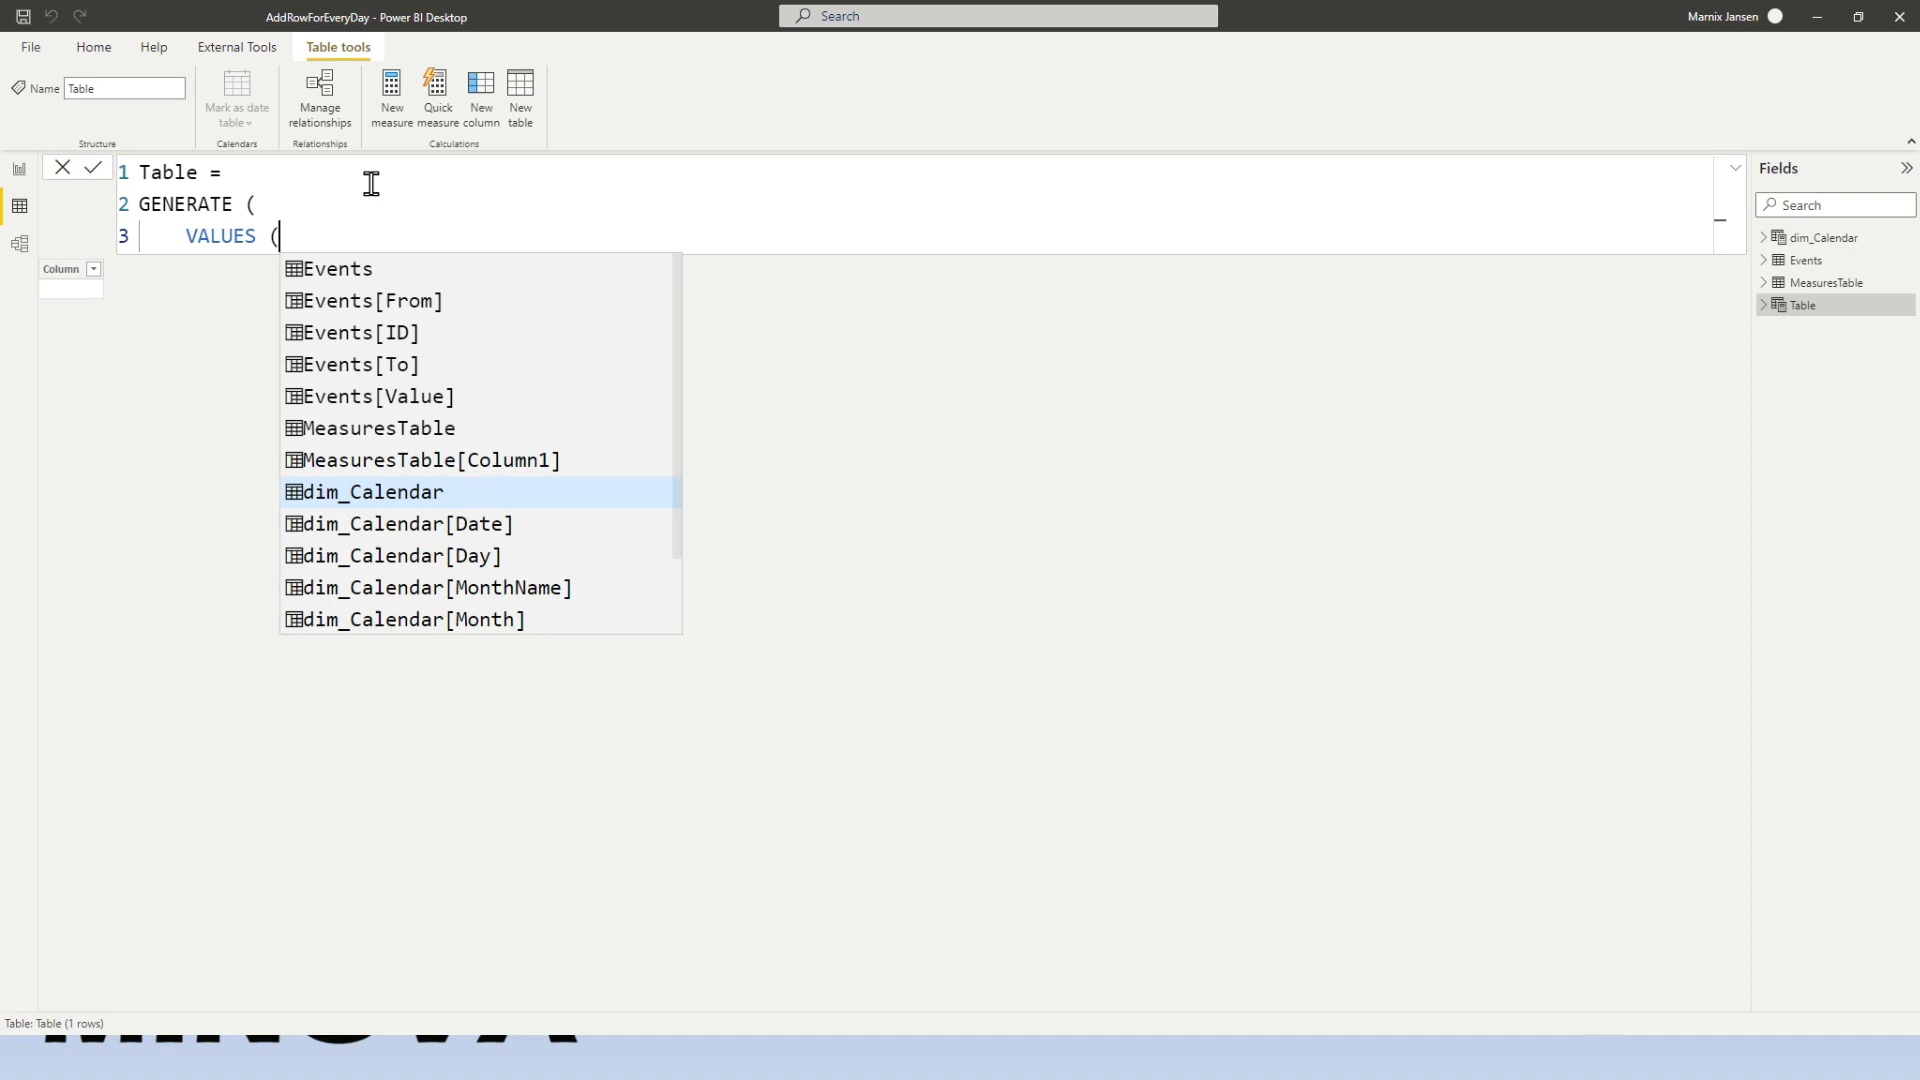 AddRowForEveryDay - Power BI Desktop
Search
Marnix Jansen
File
Home
Help
External Tools
Table tools
Name
Table
Mark as date
table
Manage
relationships
New
measure
Quick
measure
New
column
New
table
Structure
Calendars
Relationships
Calculations
1 Table =
2 GENERATE (
3 VALUES (
Column
Events
Events[From]
Events[ID]
Events[To]
Events[Value]
MeasuresTable
MeasuresTable[Column1]
dim_Calendar
dim_Calendar[Date]
dim_Calendar[Day]
dim_Calendar[MonthName]
dim_Calendar[Month]
Fields
Search
dim_Calendar
Events
MeasuresTable
Table
Table: Table (1 rows)